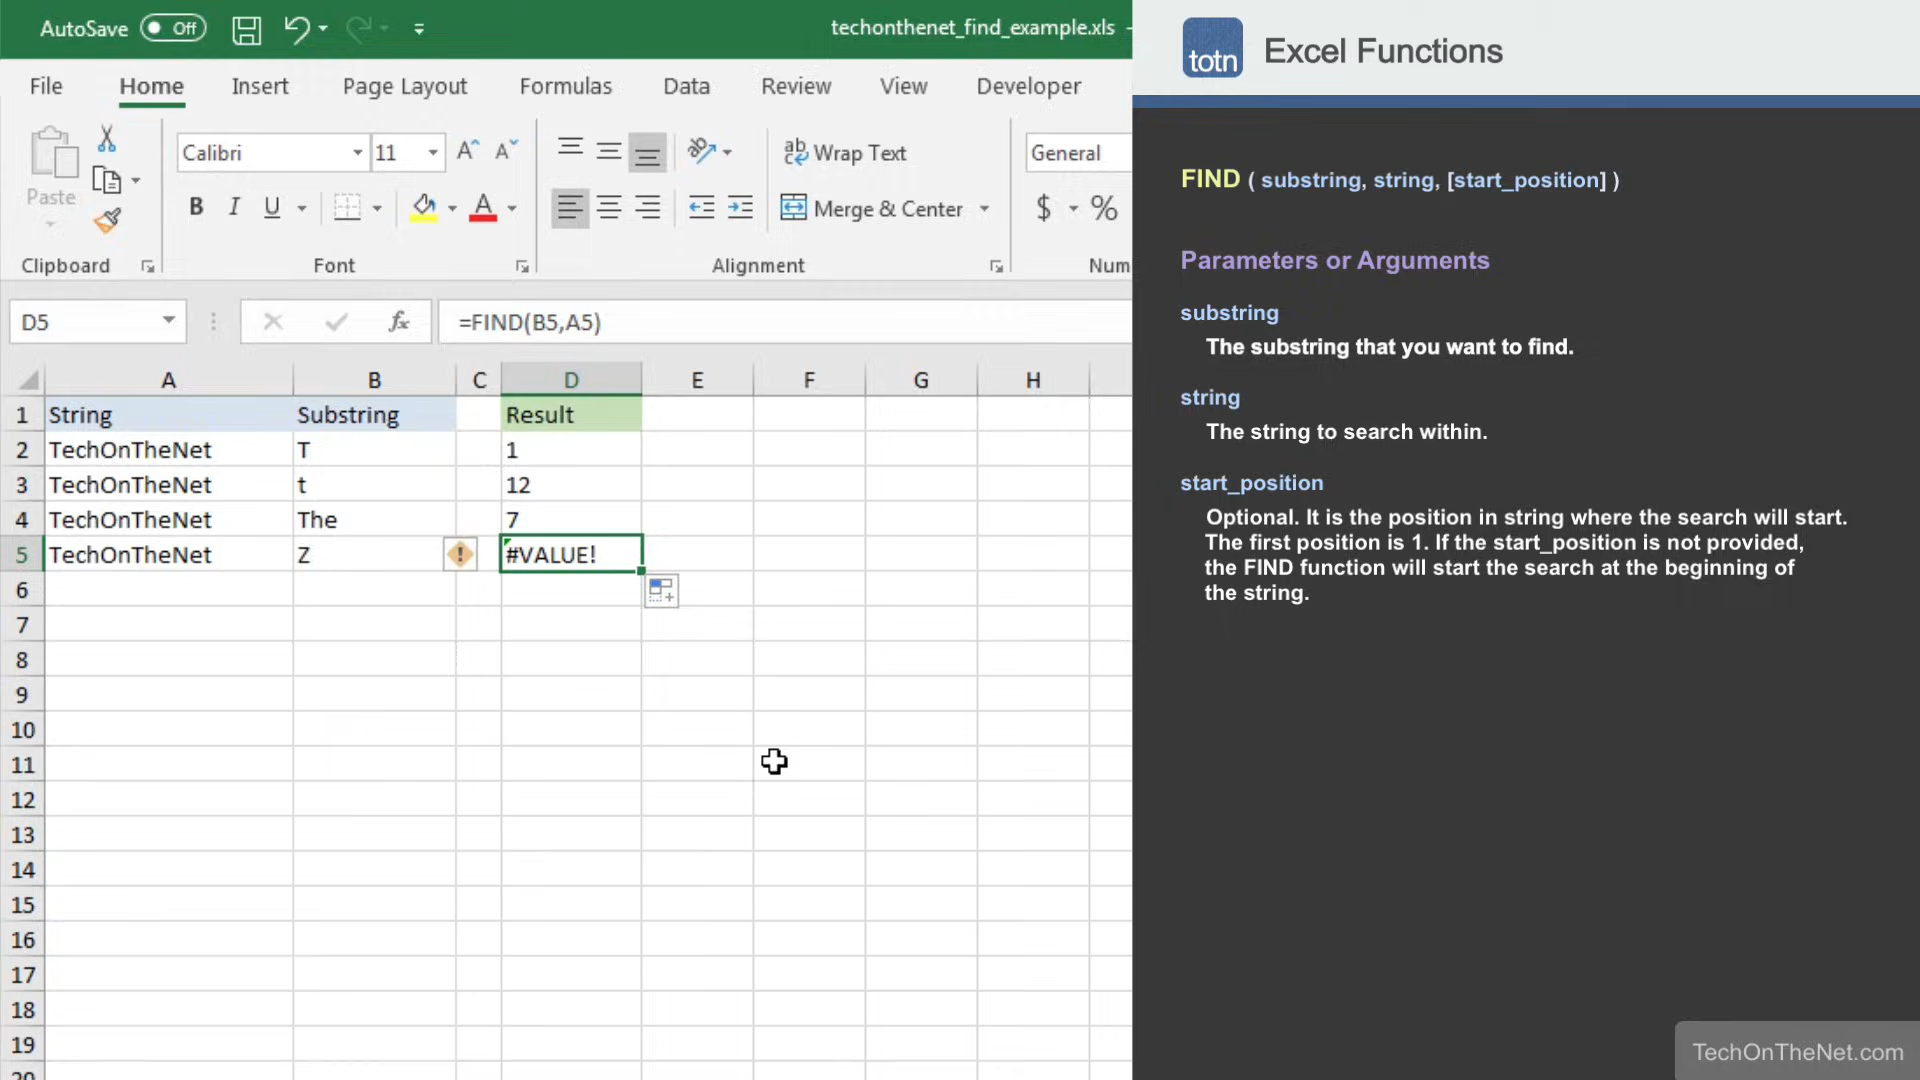 AutoSave Off
techonthenet_find_example.xls -
File Home Insert Page Layout Formulas Data Review View Developer
Paste
Calibri 11
B I U
Wrap Text
Merge & Center
General
$ %
Clipboard Font Alignment Num
D5 fx =FIND(B5,A5)
A B C D E F G H
1 String Substring Result
2 TechOnTheNet T 1
3 TechOnTheNet t 12
4 TechOnTheNet The 7
5 TechOnTheNet Z ! #VALUE!
6
7
8
9
10
11
12
13
14
15
16
17
18
19
20
totn Excel Functions
FIND ( substring, string, [start_position] )
Parameters or Arguments
substring
The substring that you want to find.
string
The string to search within.
start_position
Optional. It is the position in string where the search will start.
The first position is 1. If the start_position is not provided,
the FIND function will start the search at the beginning of
the string.
TechOnTheNet.com